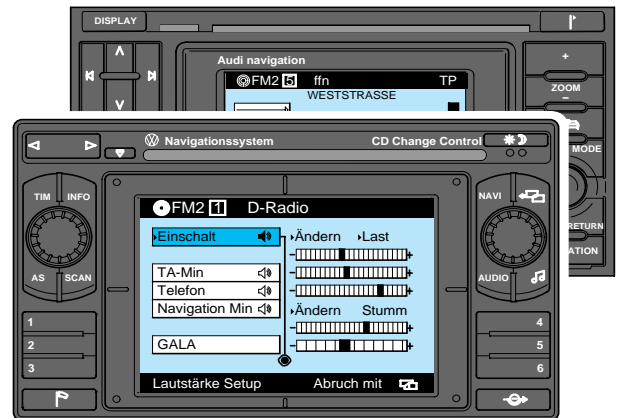 DISPLAY
Audi navigation
FM2 5 ffn TP
WESTSTRASSE
+
ZOOM
−
MODE
RETURN
ATION
Navigationssystem CD Change Control
TIM INFO
AS SCAN
NAVI
AUDIO
FM2 1 D-Radio
Einschalt Ändern Last
- +
TA-Min - +
Telefon - +
Navigation Min Ändern Stumm
- +
GALA - +
Lautstärke Setup Abruch mit
1
2
3
4
5
6